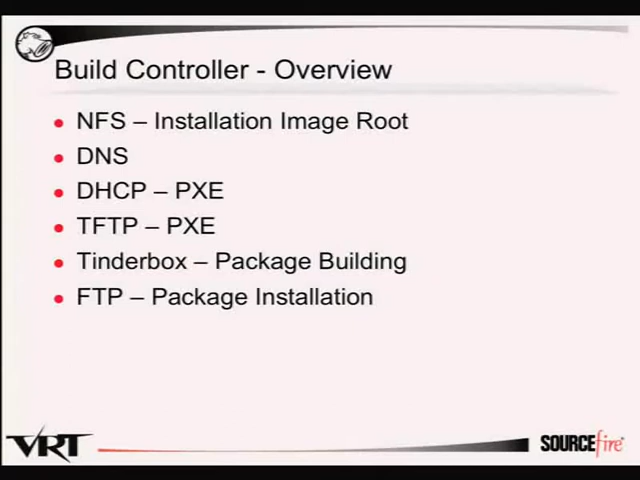 Build Controller - Overview
NFS – Installation Image Root
DNS
DHCP – PXE
TFTP – PXE
Tinderbox – Package Building
FTP – Package Installation
VRT
SOURCEfire